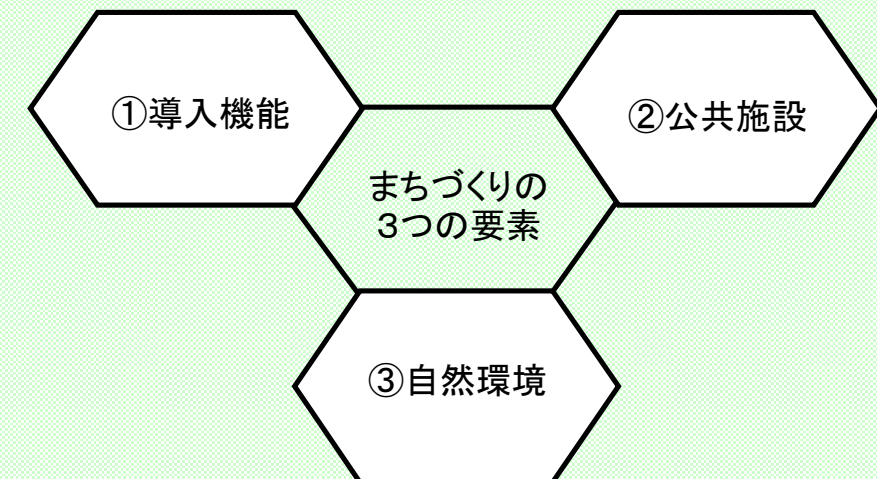 ①導入機能
②公共施設
まちづくりの
３つの要素
③自然環境